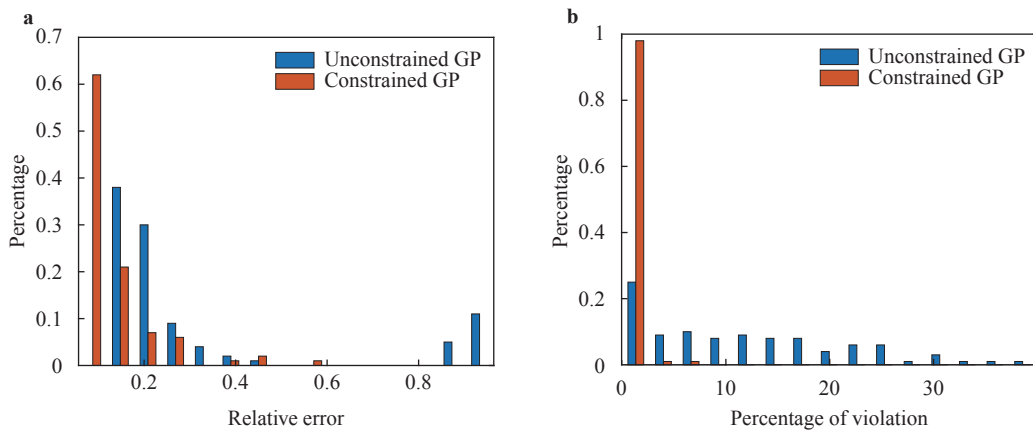 a
0.7
0.6
0.5
0.4
0.3
0.2
0.1
0
Percentage
Unconstrained GP
Constrained GP
0.2
0.4
0.6
0.8
Relative error
b
1
0.8
0.6
0.4
0.2
0
Percentage
Unconstrained GP
Constrained GP
0
10
20
30
Percentage of violation